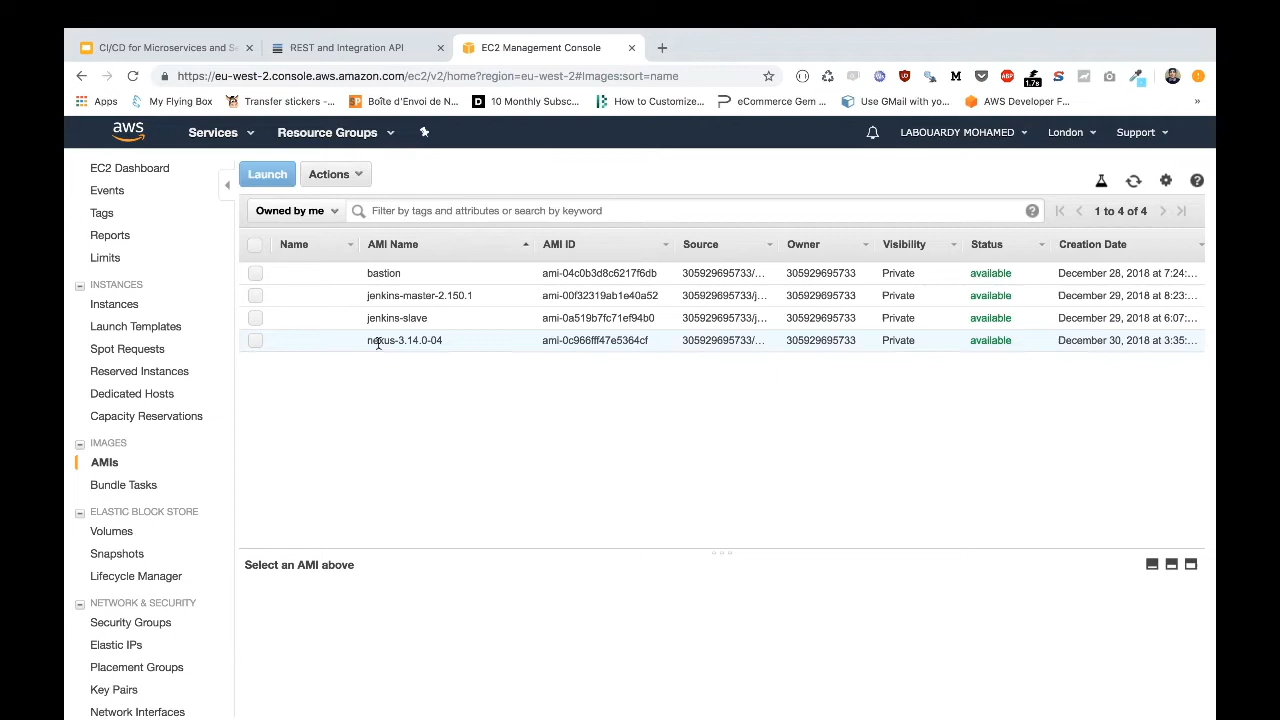 CI/CD for Microservices and S
REST and Integration API
EC2 Management Console
https://eu-west-2.console.aws.amazon.com/ec2/v2/home?region=eu-west-2#Images:sort=name
1.7s
Apps
My Flying Box
Transfer stickers -...
Boîte d'Envoi de N...
10 Monthly Subsc...
How to Customize...
eCommerce Gem ...
Use GMail with yo...
AWS Developer F...
»
aws
Services
Resource Groups
LABOUARDY MOHAMED
London
Support
EC2 Dashboard
Events
Tags
Reports
Limits
INSTANCES
Instances
Launch Templates
Spot Requests
Reserved Instances
Dedicated Hosts
Capacity Reservations
IMAGES
AMIs
Bundle Tasks
ELASTIC BLOCK STORE
Volumes
Snapshots
Lifecycle Manager
NETWORK & SECURITY
Security Groups
Elastic IPs
Placement Groups
Key Pairs
Network Interfaces
Launch
Actions
Owned by me
Filter by tags and attributes or search by keyword
1 to 4 of 4
Name AMI Name AMI ID Source Owner Visibility Status Creation Date
bastion ami-04c0b3d8c6217f6db 305929695733/... 305929695733 Private available December 28, 2018 at 7:24:...
jenkins-master-2.150.1 ami-00f32319ab1e40a52 305929695733/j... 305929695733 Private available December 29, 2018 at 8:23:...
jenkins-slave ami-0a519b7fc71ef94b0 305929695733/j... 305929695733 Private available December 29, 2018 at 6:07:...
nexus-3.14.0-04 ami-0c966fff47e5364cf 305929695733/... 305929695733 Private available December 30, 2018 at 3:35:...
Select an AMI above